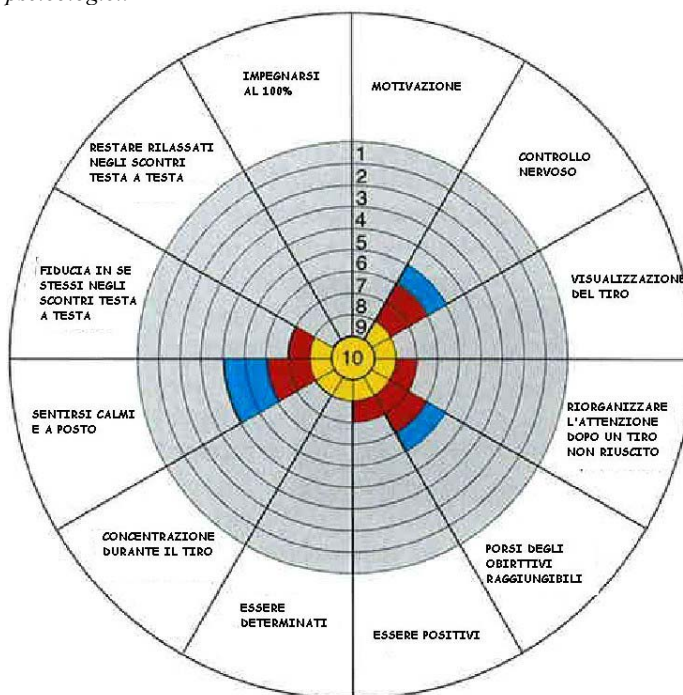 IMPEGNARSI
AL 100%
MOTIVAZIONE
CONTROLLO
NERVOSO
VISUALIZZAZIONE
DEL TIRO
RIORGANIZZARE
L'ATTENZIONE
DOPO UN TIRO
NON RIUSCITO
PORSI DEGLI
OBIRTTIVI
RAGGIUNGIBILI
ESSERE POSITIVI
ESSERE
DETERMINATI
CONCENTRAZIONE
DURANTE IL TIRO
SENTIRSI CALMI
E A POSTO
FIDUCIA IN SE
STESSI NEGLI
SCONTRI TESTA
A TESTA
RESTARE RILASSATI
NEGLI SCONTRI
TESTA A TESTA
1
2
3
4
5
6
7
8
9
10